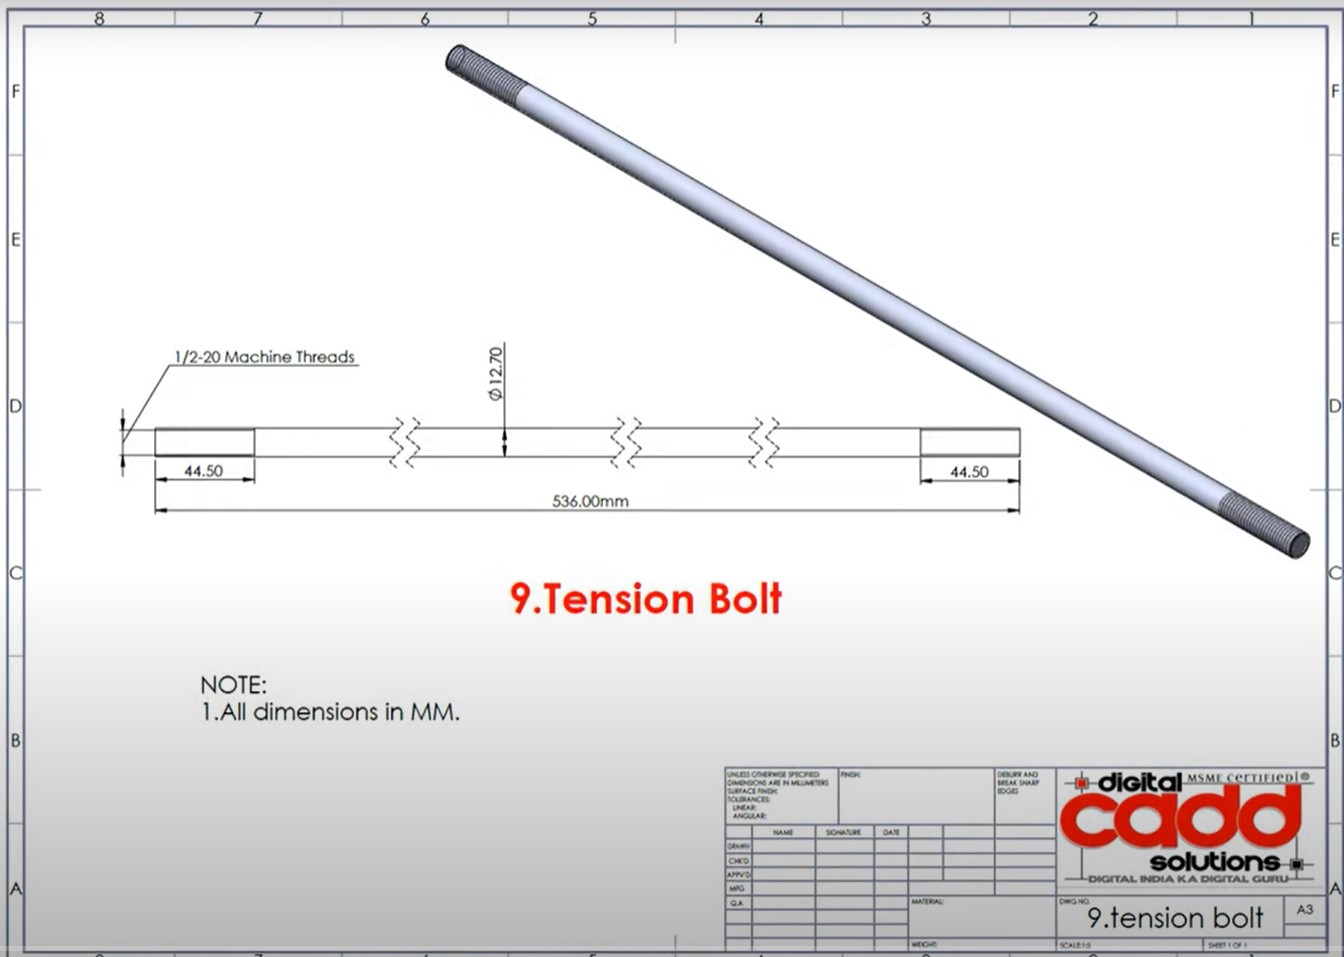 8 7 6 5 4 3 2 1
F F
E E
D D
C C
B B
A A
1/2-20 Machine Threads
Ø12.70
44.50
44.50
536.00mm
9.Tension Bolt
NOTE:
1.All dimensions in MM.
UNLESS OTHERWISE SPECIFIED
DIMENSIONS ARE IN MILLIMETERS
SURFACE FINISH:
TOLERANCES:
LINEAR:
ANGULAR:
FINISH:
DEBURR AND
BREAK SHARP
EDGES
NAME SIGNATURE DATE
DRAWN
CHK'D
APPV'D
MFG
Q.A
MATERIAL:
WEIGHT:
digital MSME CERTIFIED ®
cadd
solutions
DIGITAL INDIA KA DIGITAL GURU
DWG NO.
9.tension bolt
A3
SCALE:1:5
SHEET 1 OF 1